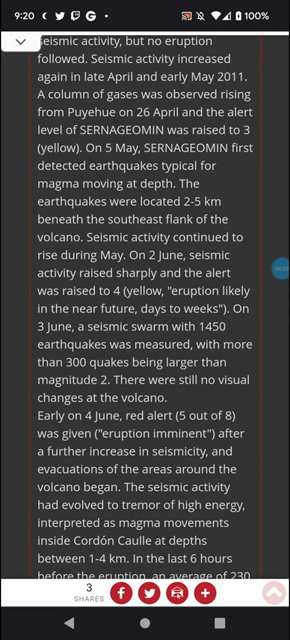 9:20
100%
seismic activity, but no eruption
followed. Seismic activity increased
again in late April and early May 2011.
A column of gases was observed rising
from Puyehue on 26 April and the alert
level of SERNAGEOMIN was raised to 3
(yellow). On 5 May, SERNAGEOMIN first
detected earthquakes typical for
magma moving at depth. The
earthquakes were located 2-5 km
beneath the southeast flank of the
volcano. Seismic activity continued to
rise during May. On 2 June, seismic
activity raised sharply and the alert
was raised to 4 (yellow, "eruption likely
in the near future, days to weeks"). On
3 June, a seismic swarm with 1450
earthquakes was measured, with more
than 300 quakes being larger than
magnitude 2. There were still no visual
changes at the volcano.
Early on 4 June, red alert (5 out of 8)
was given ("eruption imminent") after
a further increase in seismicity, and
evacuations of the areas around the
volcano began. The seismic activity
had evolved to tremor of high energy,
interpreted as magma movements
inside Cordón Caulle at depths
between 1-4 km. In the last 6 hours
before the eruption, an average of 230
3
SHARES